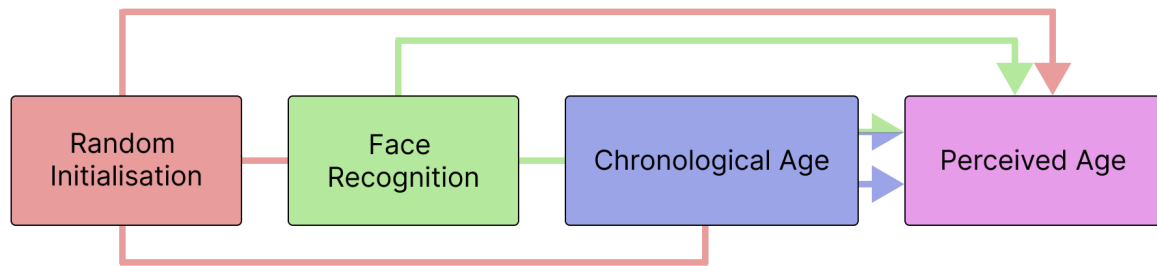 Random
Initialisation
Face
Recognition
Chronological Age
Perceived Age